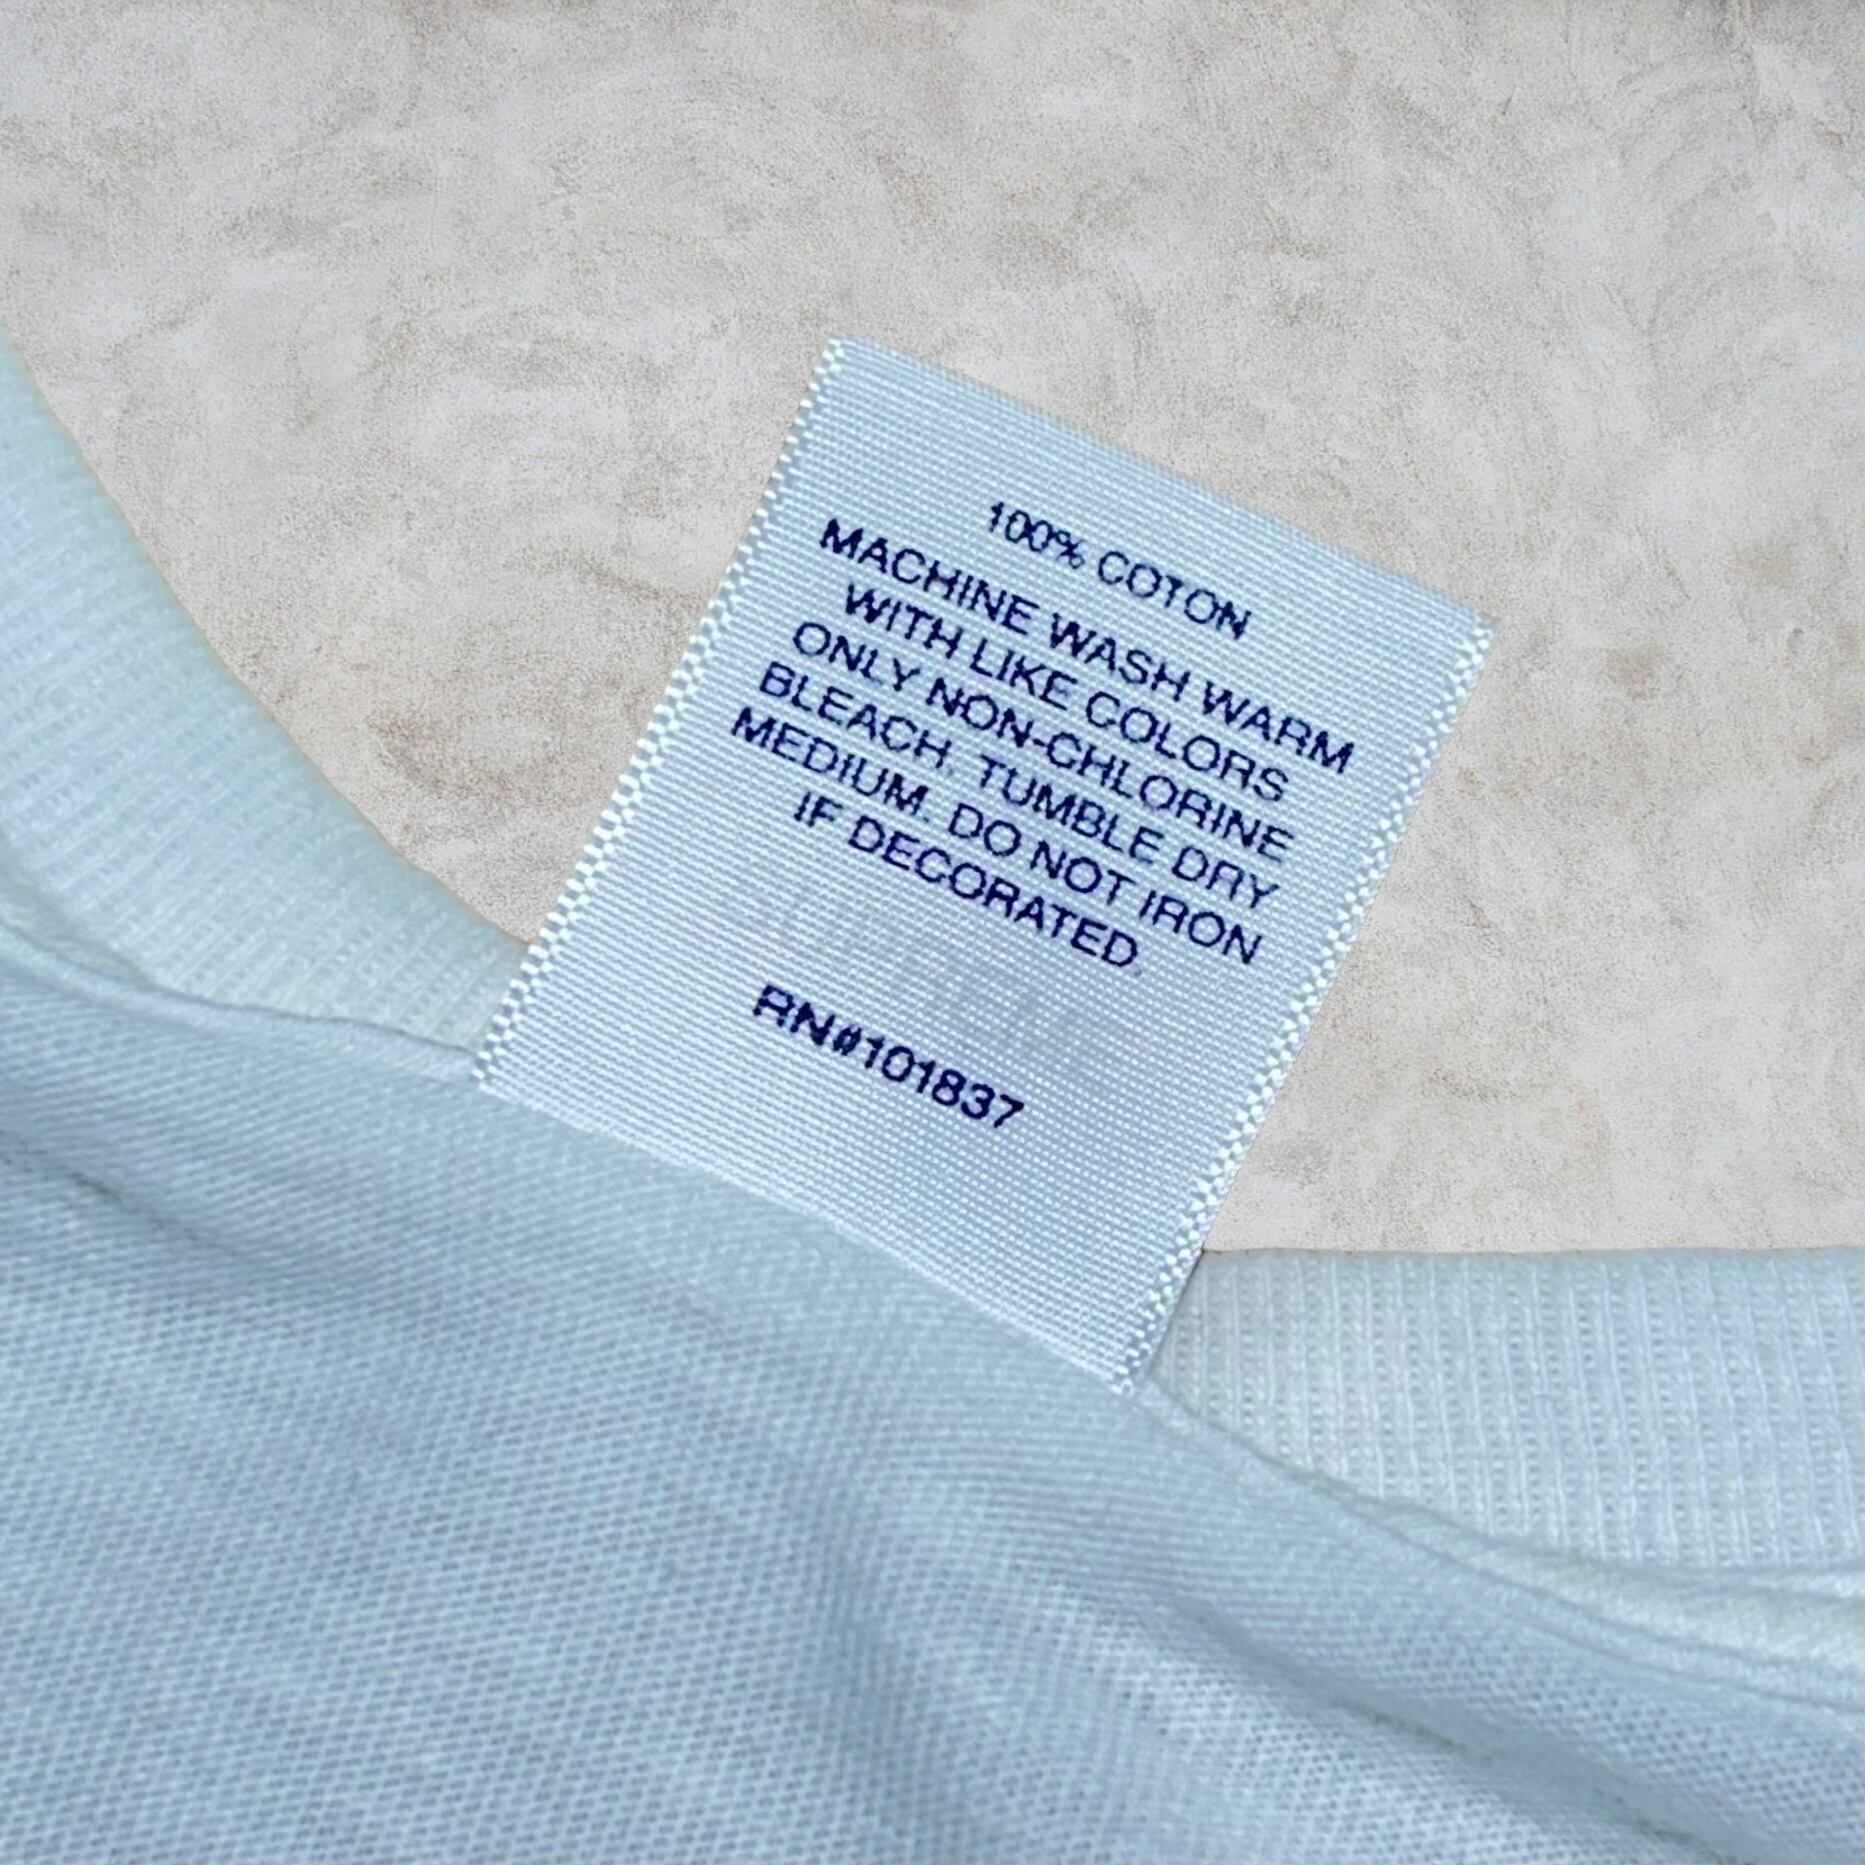 100% COTON
MACHINE WASH WARM
WITH LIKE COLORS
ONLY NON-CHLORINE
BLEACH. TUMBLE DRY
MEDIUM. DO NOT IRON
IF DECORATED.
RN#101837